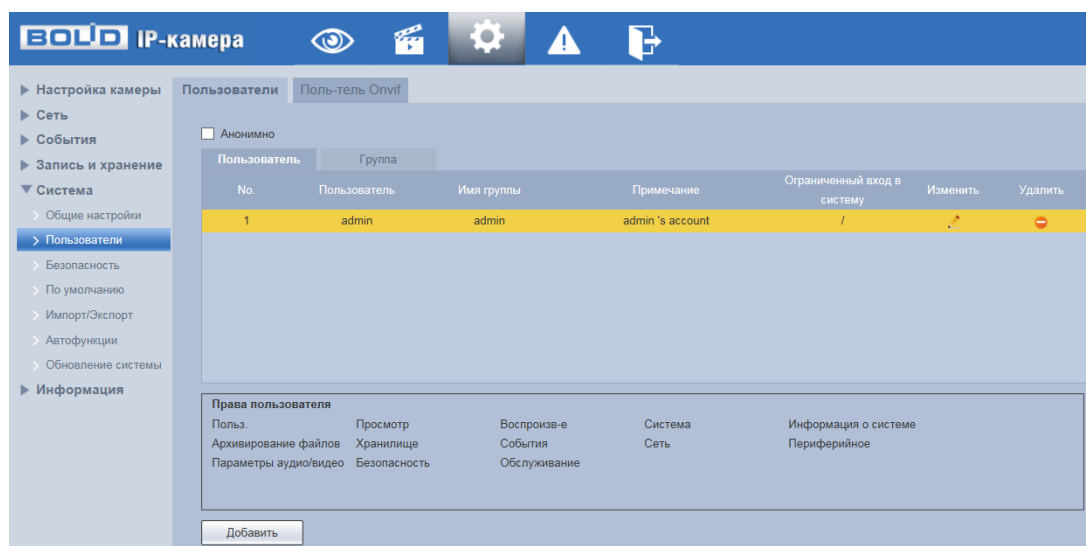 BOLID IP-камера
Настройка камеры
Сеть
События
Запись и хранение
Система
Общие настройки
Пользователи
Безопасность
По умолчанию
Импорт/Экспорт
Автофункции
Обновление системы
Информация
Пользователи Поль-тель Onvif
Анонимно
Пользователь Группа
No. Пользователь Имя группы Примечание Ограниченный вход в систему Изменить Удалить
1 admin admin admin 's account /
Права пользователя
Польз. Просмотр Воспроизв-е Система Информация о системе
Архивирование файлов Хранилище События Сеть Периферийное
Параметры аудио/видео Безопасность Обслуживание
Добавить